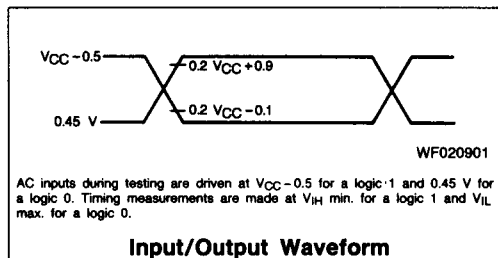 VCC−0.5
0.2 VCC+0.9
0.2 VCC−0.1
0.45 V
WF020901
AC inputs during testing are driven at VCC−0.5 for a logic 1 and 0.45 V for
a logic 0. Timing measurements are made at VIH min. for a logic 1 and VIL
max. for a logic 0.
Input/Output Waveform